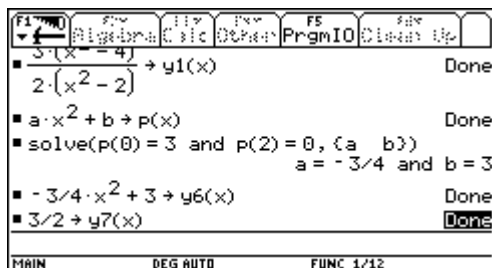 F1 Algebra Calc Other F5 PrgmIO Clean Up
3·(x² – 4)
2·(x² – 2) → y1(x) Done
▪ a·x² + b → p(x) Done
▪ solve(p(0) = 3 and p(2) = 0, {a b})
a = -3/4 and b = 3
▪ -3/4·x² + 3 → y6(x) Done
▪ 3/2 → y7(x) Done
MAIN DEG AUTO FUNC 1/12